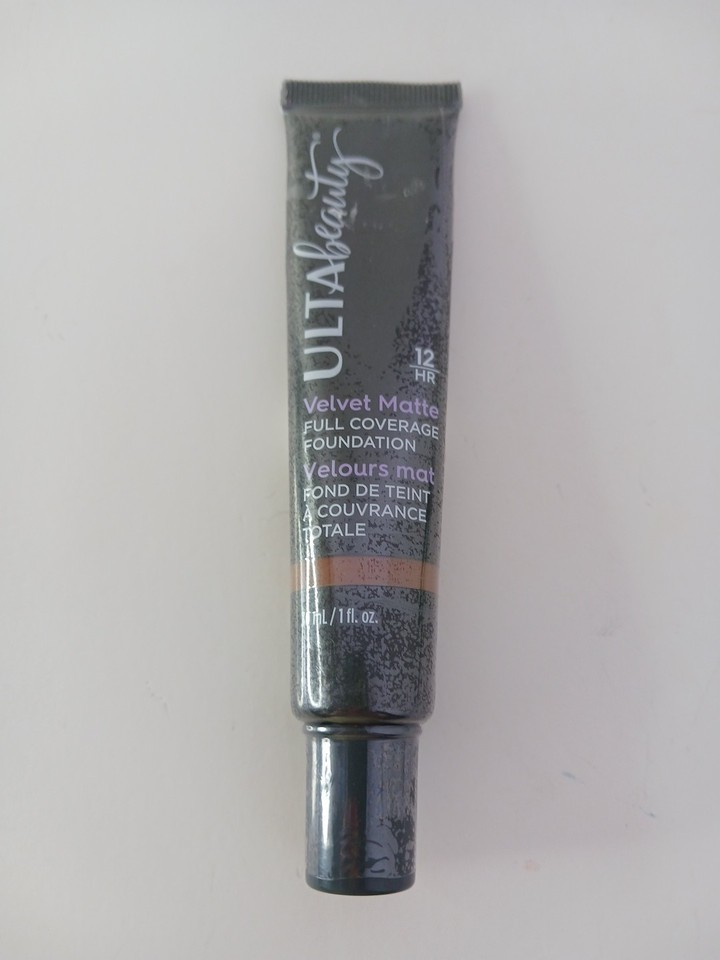 ULTAbeauty
12
HR
Velvet Matte
FULL COVERAGE
FOUNDATION
Velours mat
FOND DE TEINT
À COUVRANCE
TOTALE
mL / 1 fl. oz.